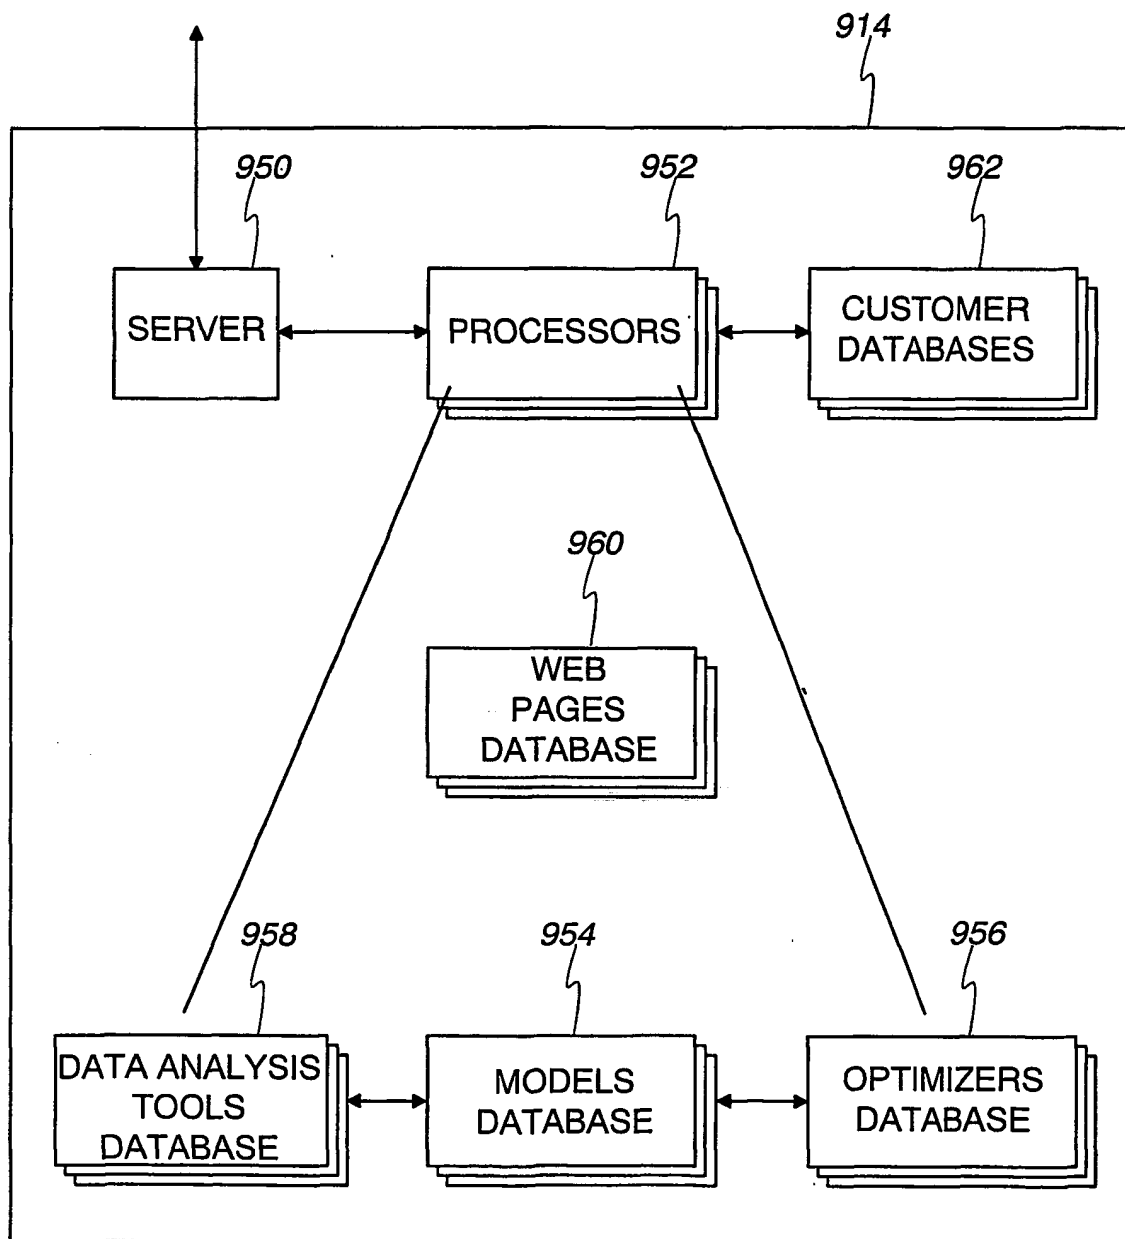 914
950
952
962
SERVER
PROCESSORS
CUSTOMER
DATABASES
960
WEB
PAGES
DATABASE
958
954
956
DATA ANALYSIS
TOOLS
DATABASE
MODELS
DATABASE
OPTIMIZERS
DATABASE